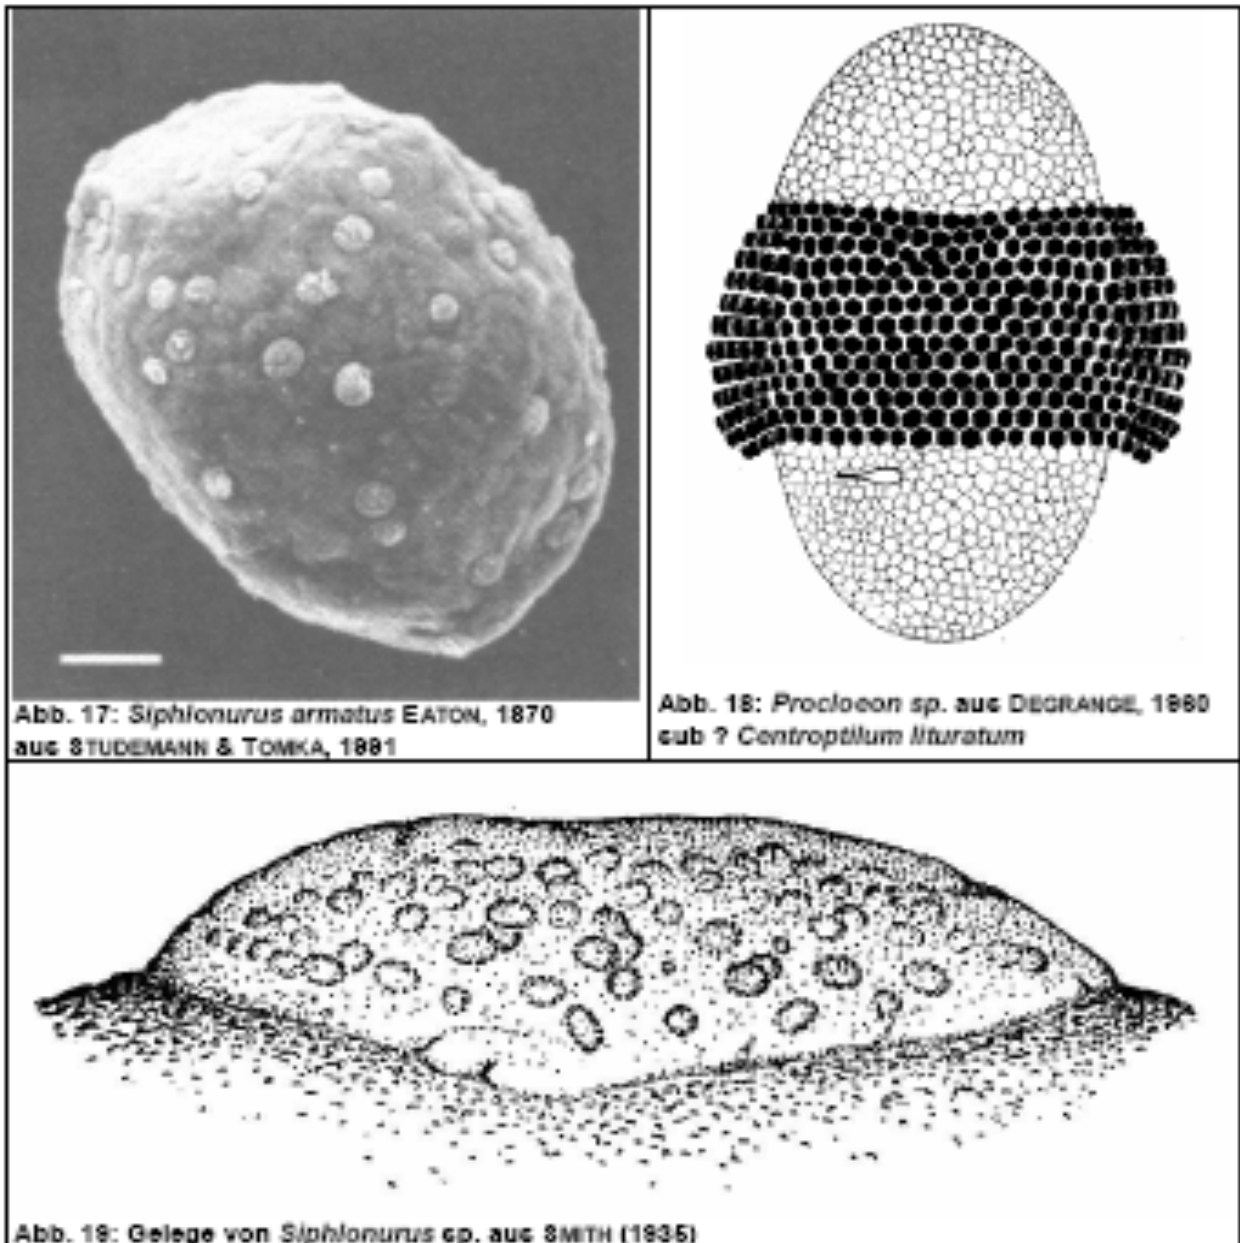 Abb. 17: Siphlonurus armatus EATON, 1870
aus STUDEMANN & TOMKA, 1991
Abb. 18: Procloeon sp. aus DEGRANGE, 1960
sub ? Centroptilum lituratum
Abb. 19: Gelege von Siphlonurus sp. aus SMITH (1935)